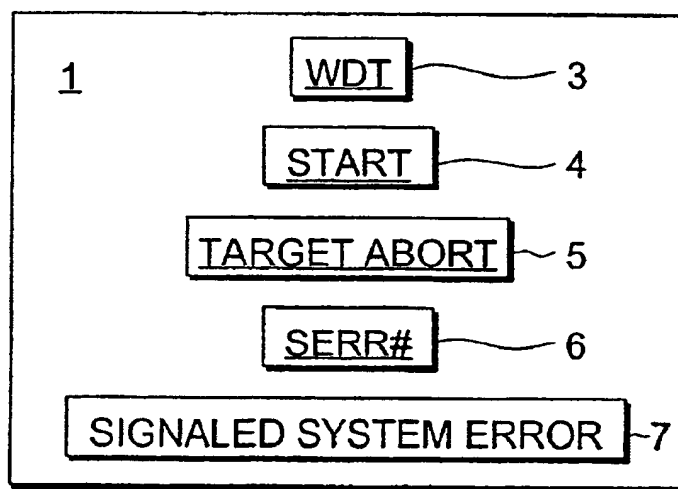 1 WDT 3
START 4
TARGET ABORT 5
SERR# 6
SIGNALED SYSTEM ERROR 7